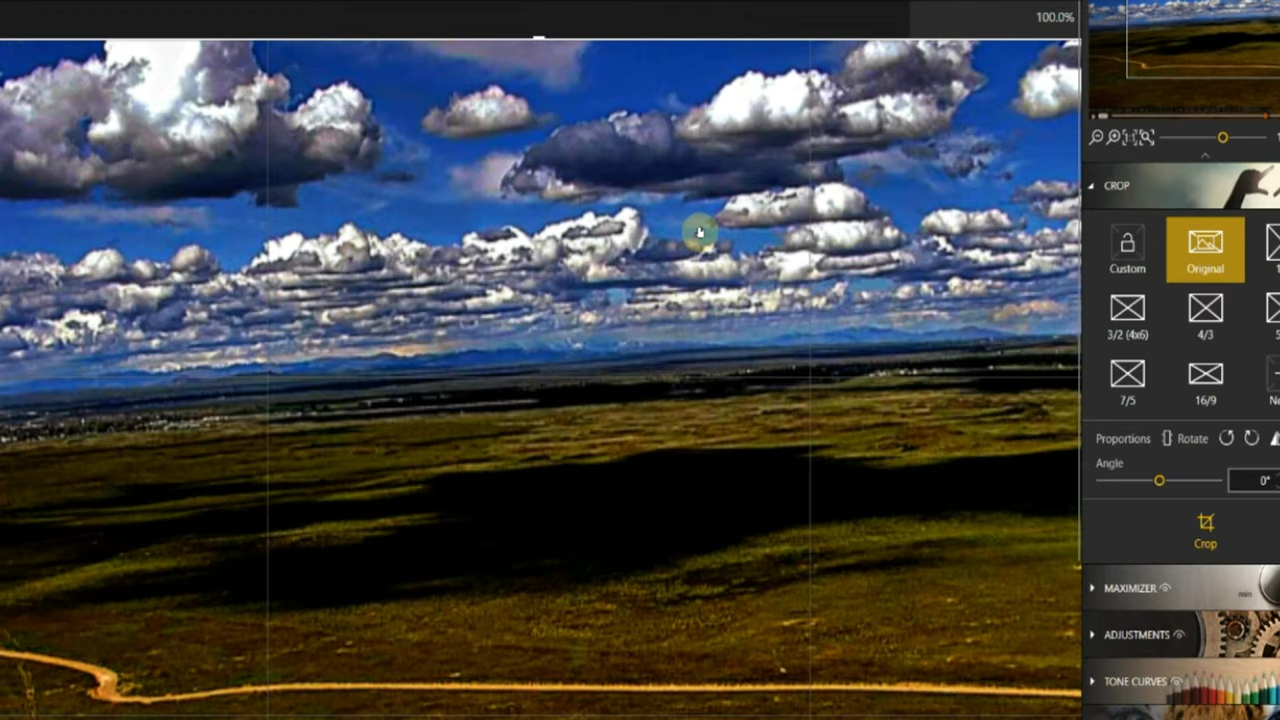 100.0%
CROP
Custom Original
3/2 (4x6) 4/3
7/5 16/9
Proportions Rotate
Angle
0°
Crop
MAXIMIZER
min
ADJUSTMENTS
TONE CURVES